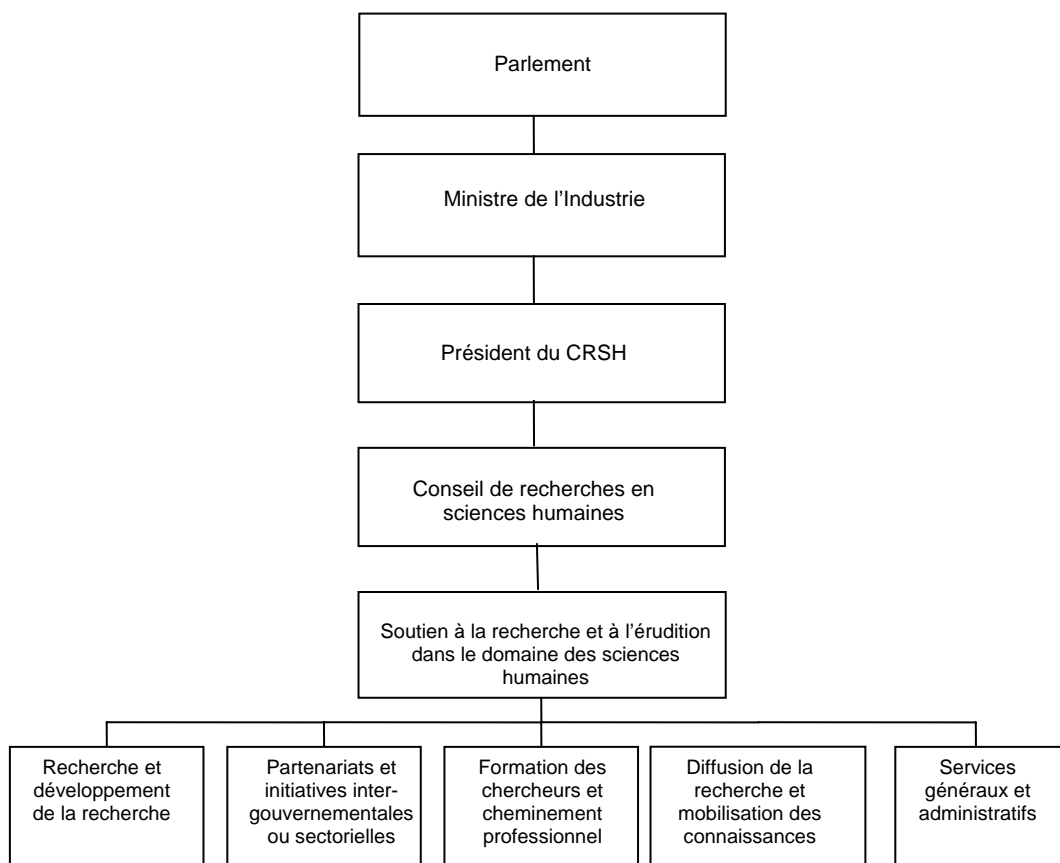 Parlement
Ministre de l’Industrie
Président du CRSH
Conseil de recherches en
sciences humaines
Soutien à la recherche et à l’érudition
dans le domaine des sciences
humaines
Recherche et
développement
de la recherche
Partenariats et
initiatives inter-
gouvernementales
ou sectorielles
Formation des
chercheurs et
cheminement
professionnel
Diffusion de la
recherche et
mobilisation des
connaissances
Services
généraux et
administratifs